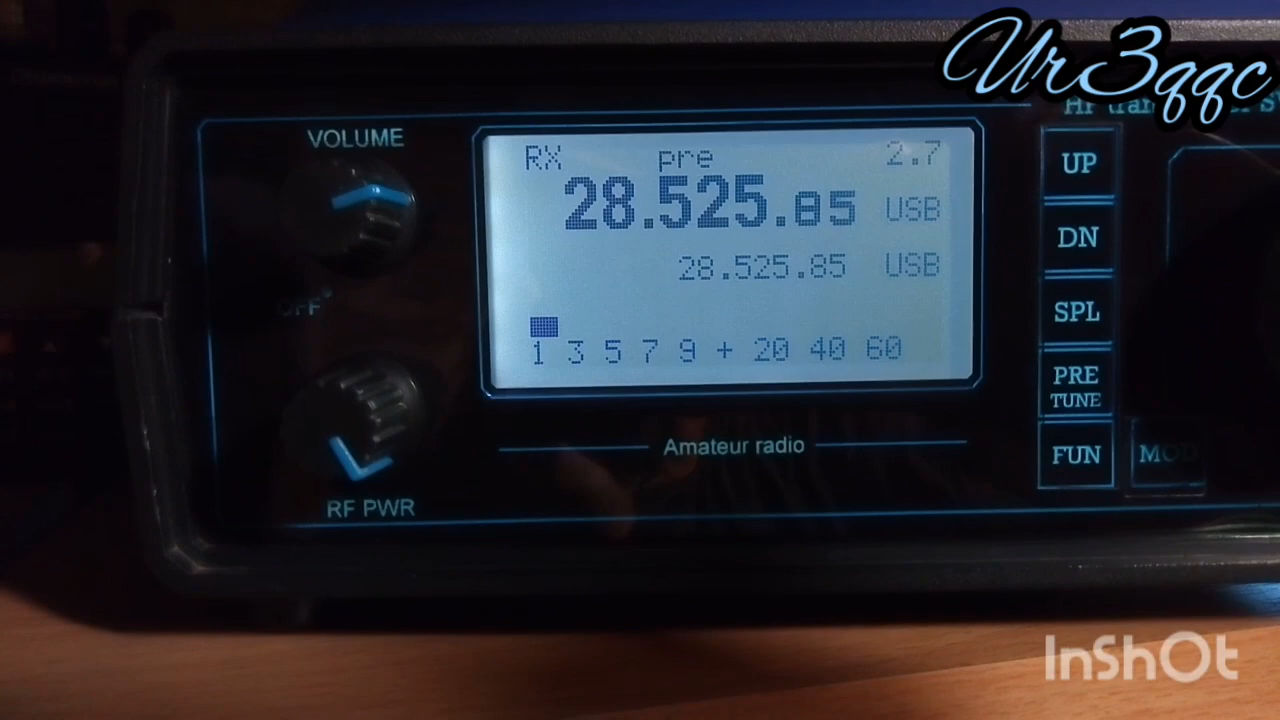 Ur3qqc
VOLUME
OFF
RF PWR
RX pre 2.7
28.525.85 USB
28.525.85 USB
1 3 5 7 9 + 20 40 60
Amateur radio
HF
UP
DN
SPL
PRE
TUNE
FUN
MOD
InShOt